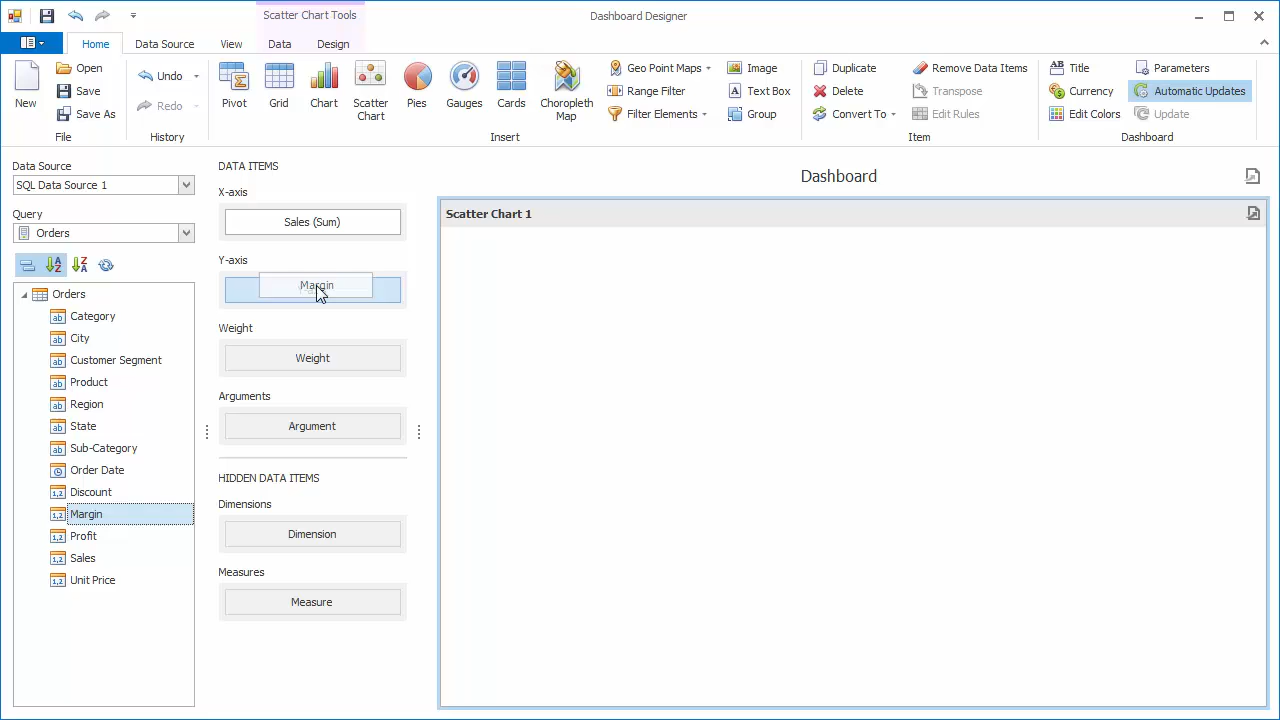 Scatter Chart Tools
Dashboard Designer
Home
Data Source
View
Data
Design
New
Open
Save
Save As
File
Undo
Redo
History
Pivot
Grid
Chart
Scatter Chart
Pies
Gauges
Cards
Choropleth Map
Geo Point Maps
Range Filter
Filter Elements
Image
Text Box
Group
Insert
Duplicate
Delete
Convert To
Remove Data Items
Transpose
Edit Rules
Item
Title
Currency
Edit Colors
Parameters
Automatic Updates
Update
Dashboard
Data Source
SQL Data Source 1
Query
Orders
Orders
Category
City
Customer Segment
Product
Region
State
Sub-Category
Order Date
Discount
Margin
Profit
Sales
Unit Price
DATA ITEMS
X-axis
Sales (Sum)
Y-axis
Margin
Weight
Weight
Arguments
Argument
HIDDEN DATA ITEMS
Dimensions
Dimension
Measures
Measure
Dashboard
Scatter Chart 1